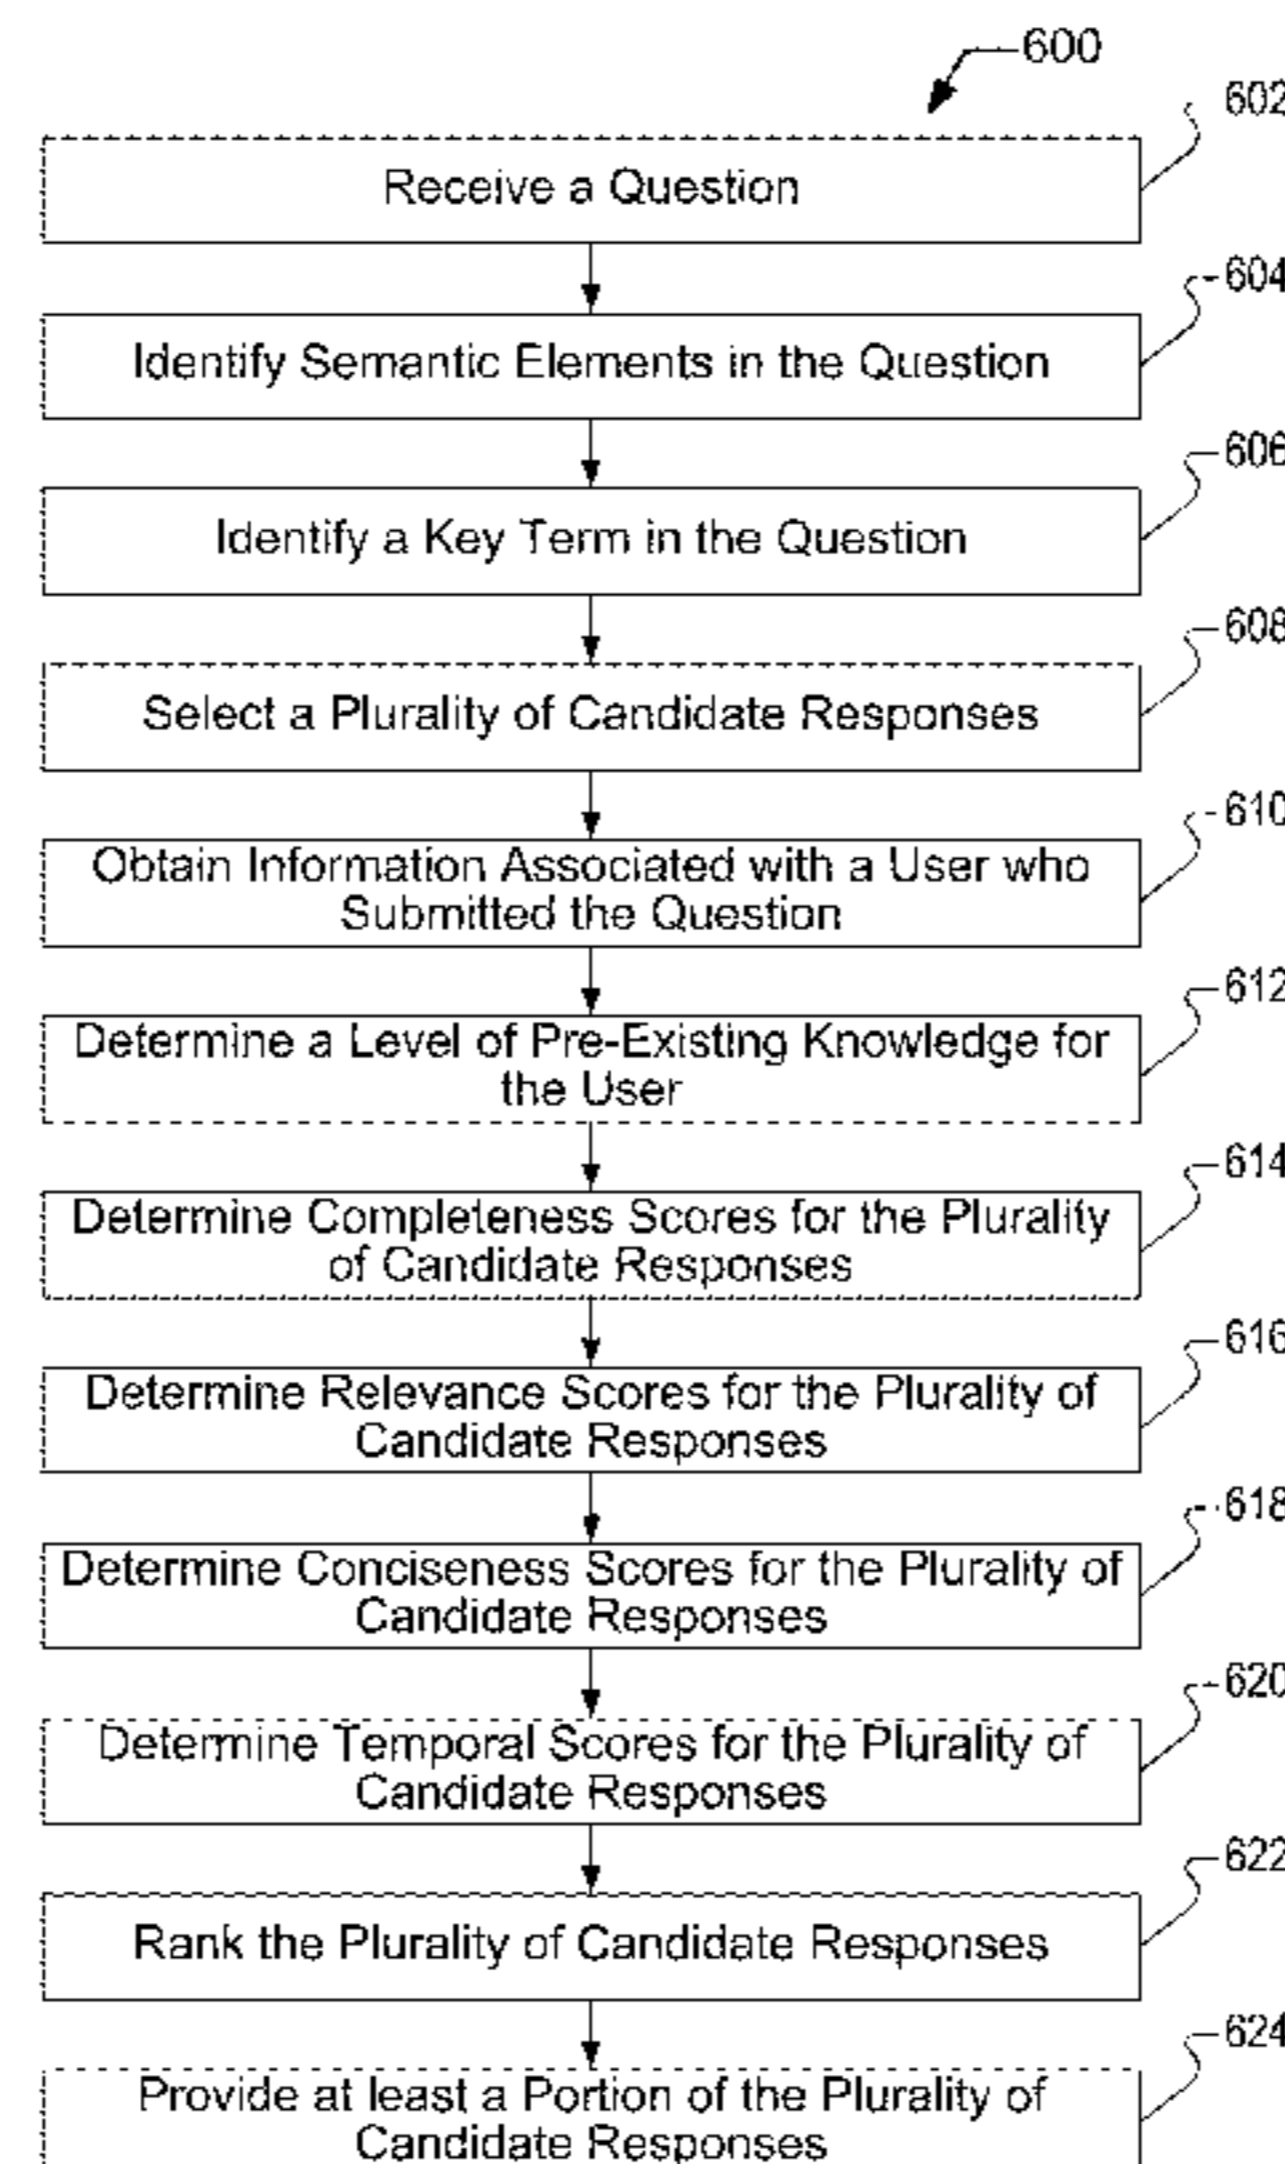 600
602
Receive a Question
604
Identify Semantic Elements in the Question
606
Identify a Key Term in the Question
608
Select a Plurality of Candidate Responses
610
Obtain Information Associated with a User who
Submitted the Question
612
Determine a Level of Pre-Existing Knowledge for
the User
614
Determine Completeness Scores for the Plurality
of Candidate Responses
616
Determine Relevance Scores for the Plurality of
Candidate Responses
618
Determine Conciseness Scores for the Plurality of
Candidate Responses
620
Determine Temporal Scores for the Plurality of
Candidate Responses
622
Rank the Plurality of Candidate Responses
624
Provide at least a Portion of the Plurality of
Candidate Responses